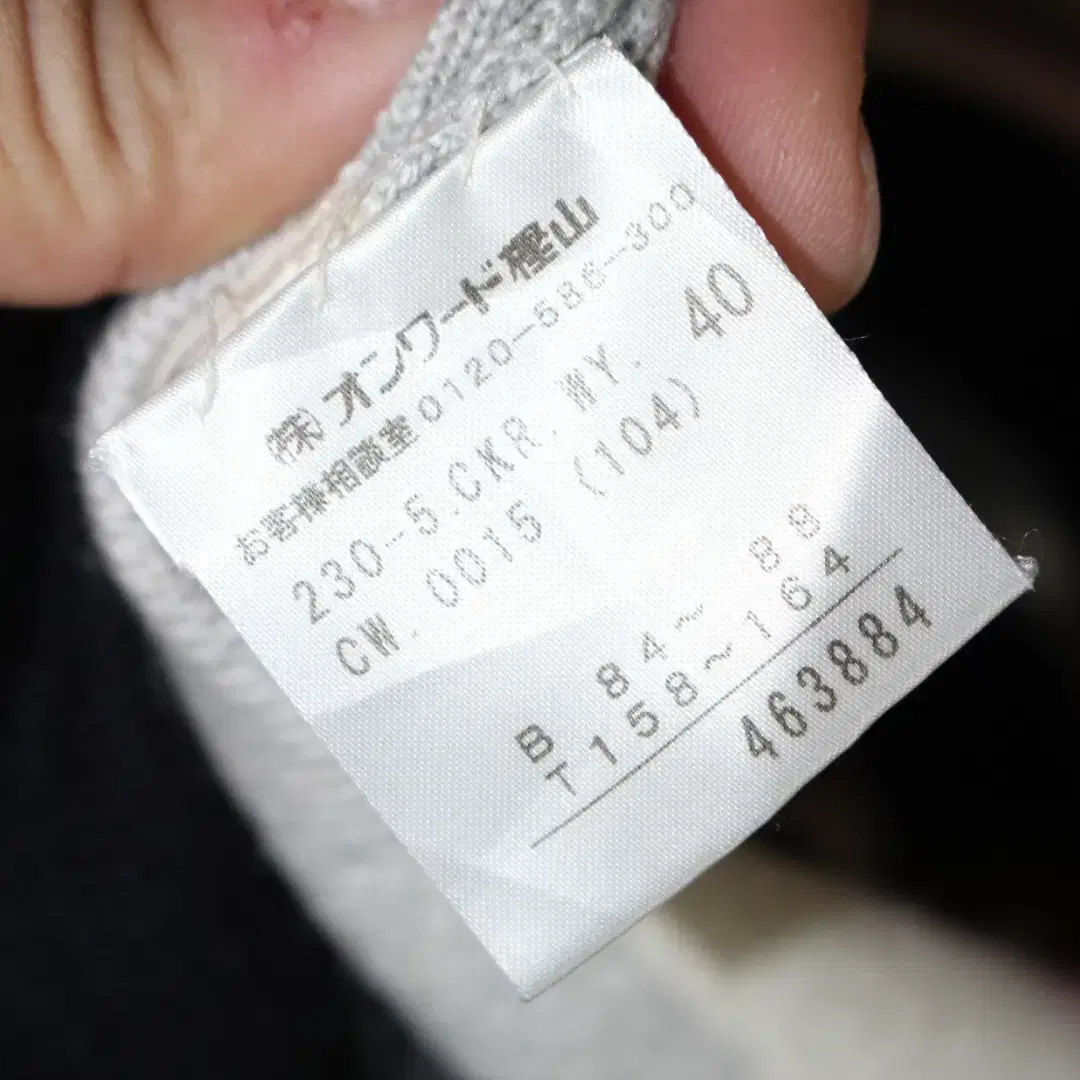 ㈱オンワード樫山
お客様相談室0120-586-300
230-5.CKR.WY. 40
CW.0015 (104)
B 84~ 89
T158~164
463884